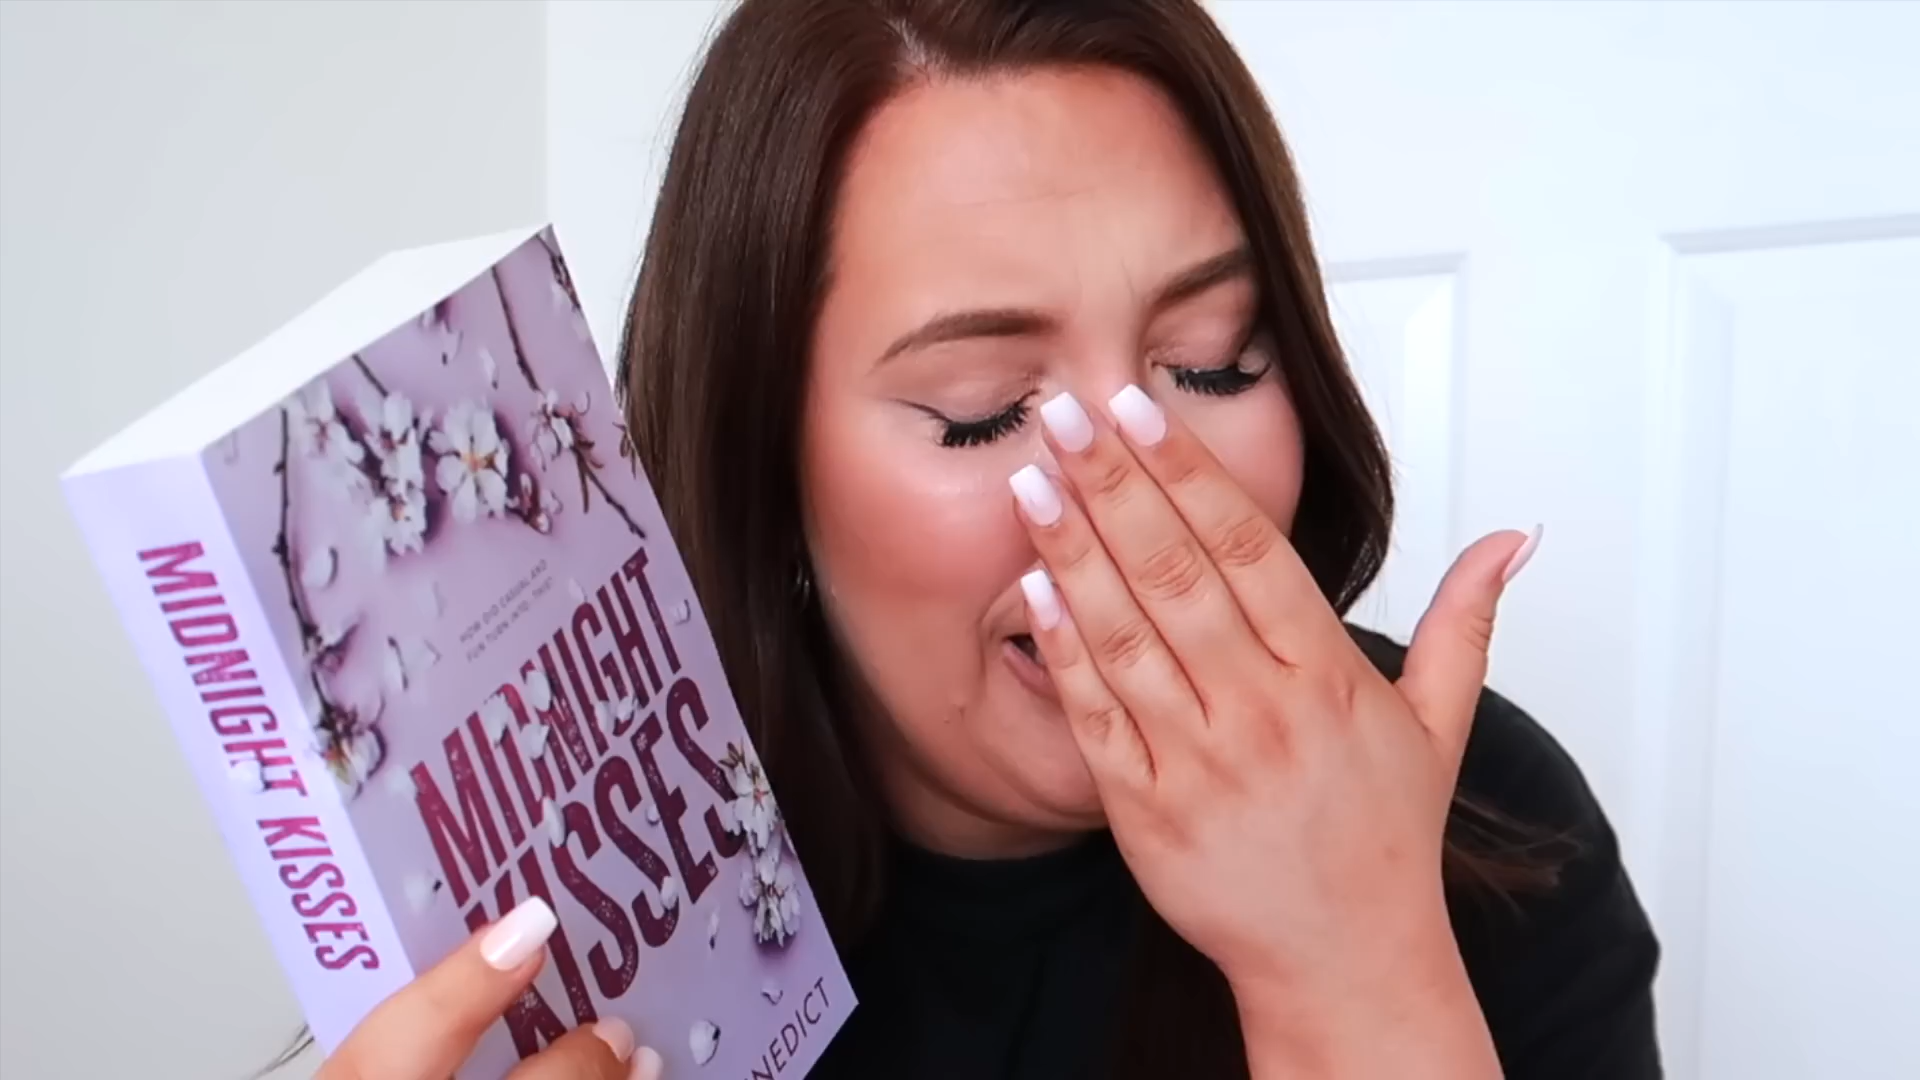 MIDNIGHT KISSES
HOW DID CASUAL AND
FUN TURN INTO, THIS?
MIDNIGHT
KISSES